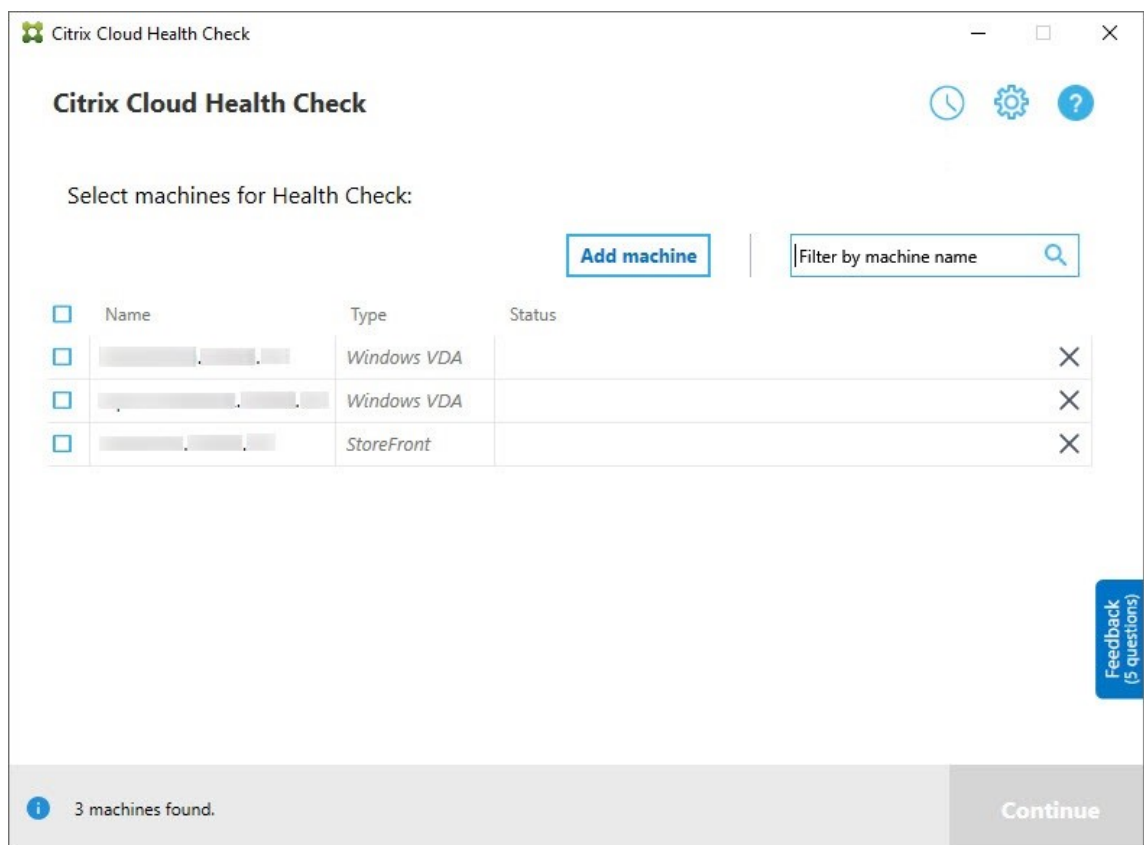 Citrix Cloud Health Check
Citrix Cloud Health Check
?
Select machines for Health Check:
Add machine
Filter by machine name
Name Type Status
Windows VDA
Windows VDA
StoreFront
Feedback
(5 questions)
i 3 machines found.
Continue